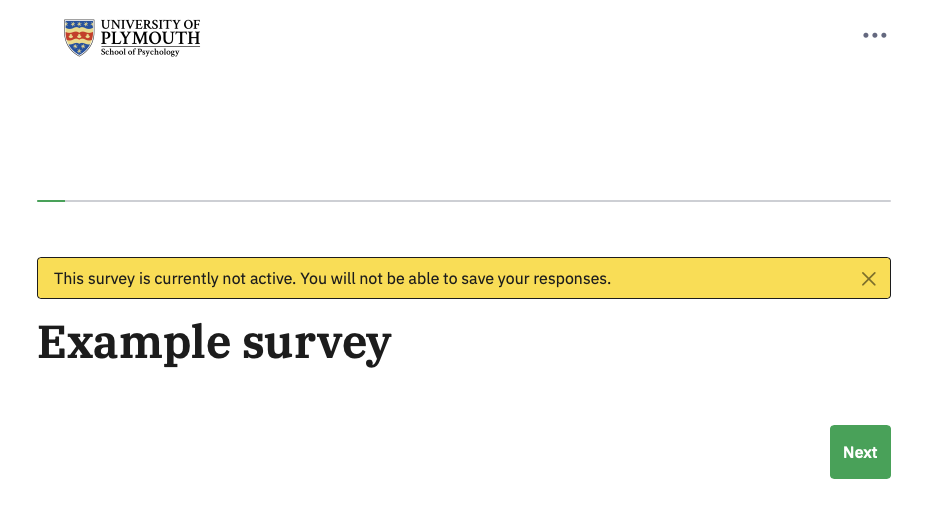 UNIVERSITY OF
PLYMOUTH
School of Psychology
This survey is currently not active. You will not be able to save your responses.
Example survey
Next